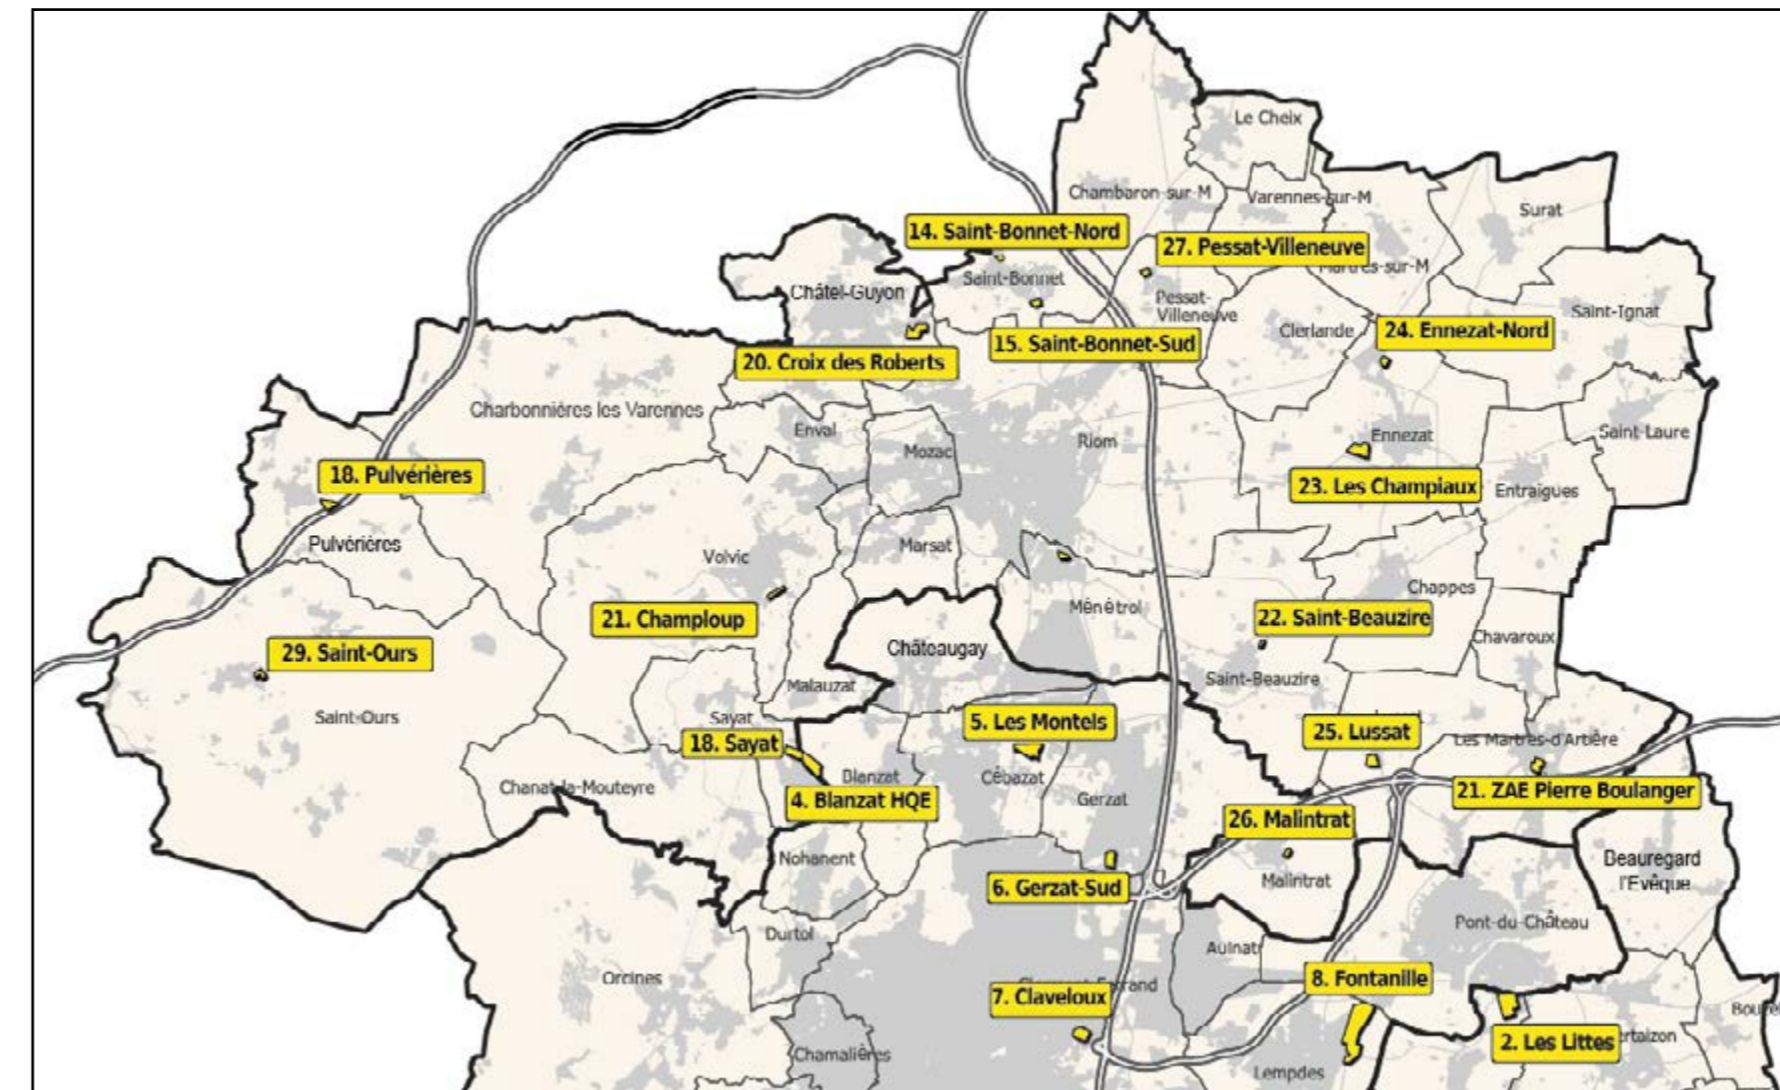 Le Cheix
Chambaron-sur-M
Varennes-sur-M
Surat
14. Saint-Bonnet-Nord
27. Pessat-Villeneuve
Martres-sur-M
Saint-Bonnet
Châtel-Guyon
Pessat-
Villeneuve
Clerlande
Saint-Ignat
24. Ennezat-Nord
15. Saint-Bonnet-Sud
20. Croix des Roberts
Charbonnières les Varennes
Enval
Mozac
Riom
Ennezat
Saint-Laure
18. Pulvérières
23. Les Champiaux
Entraigues
Pulvérières
Volvic
Marsat
Chappes
Ménétrol
21. Champloup
22. Saint-Beauzire
Chavaroux
Châteaugay
29. Saint-Ours
Saint-Beauzire
Malauzat
Saint-Ours
Sayat
5. Les Montels
25. Lussat
Les Martres-d'Artière
18. Sayat
Blanzat
Cébazat
Chanat-la-Mouteyre
4. Blanzat HQE
Gerzat
21. ZAE Pierre Boulanger
26. Malintrat
Nohanent
Beauregard
l'Evêque
6. Gerzat-Sud
Malintrat
Pont-du-Château
Durtol
Aulnat
Orcines
8. Fontanille
7. Claveloux
2. Les Littes
Chamalières
Lempdes